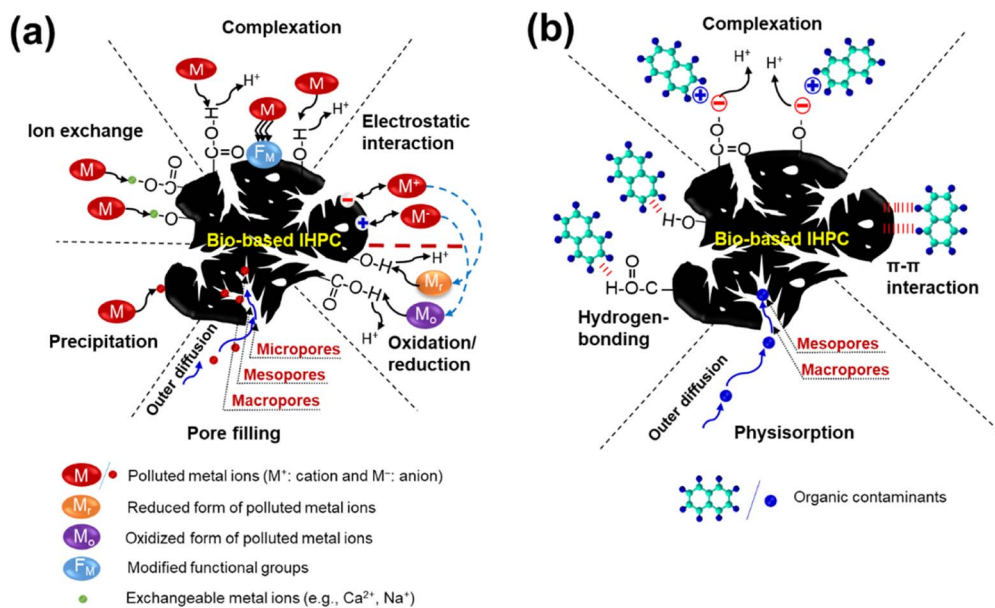 (a)
Complexation
M
H⁺
M
H⁺
M
H
O
C=O
H
O
F_M
Ion exchange
Electrostatic
interaction
M
O
C
O
M
O
M⁺
M⁻
Bio-based IHPC
O-H
H⁺
M_r
O
C
O-H
M_o
H⁺
M
Precipitation
Oxidation/
reduction
Outer diffusion
Micropores
Mesopores
Macropores
Pore filling
M / Polluted metal ions (M⁺: cation and M⁻: anion)
M_r Reduced form of polluted metal ions
M_o Oxidized form of polluted metal ions
F_M Modified functional groups
Exchangeable metal ions (e.g., Ca²⁺, Na⁺)
(b)
Complexation
H⁺
H⁺
O
C=O
O
H-O
Bio-based IHPC
π-π
interaction
O
H-O-C
Hydrogen-
bonding
Mesopores
Macropores
Outer diffusion
Physisorption
/ Organic contaminants